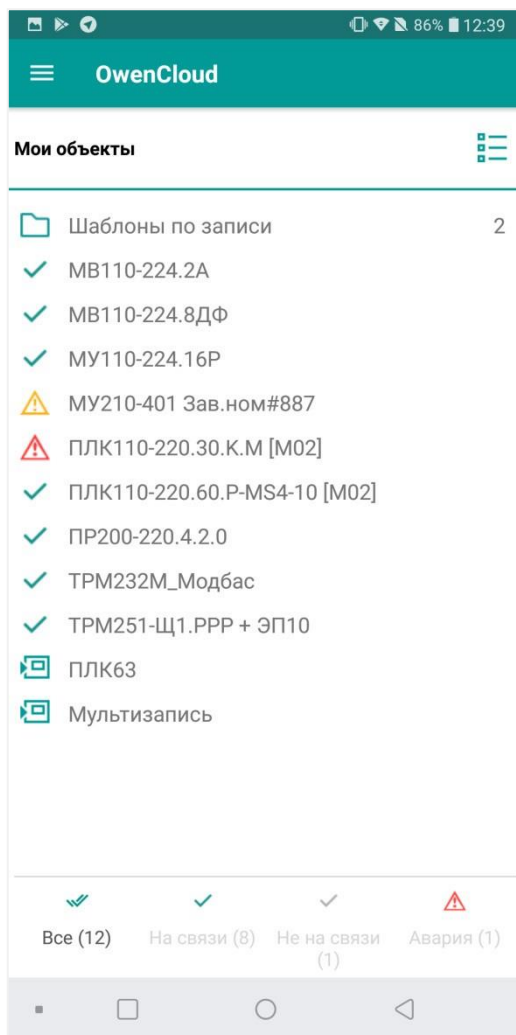 86% 12:39
OwenCloud
Мои объекты
Шаблоны по записи 2
МВ110-224.2А
МВ110-224.8ДФ
МУ110-224.16Р
МУ210-401 Зав.ном#887
ПЛК110-220.30.K.M [M02]
ПЛК110-220.60.P-MS4-10 [M02]
ПР200-220.4.2.0
ТРМ232М_Модбас
ТРМ251-Щ1.РРР + ЭП10
ПЛК63
Мультизапись
Все (12) На связи (8) Не на связи (1) Авария (1)